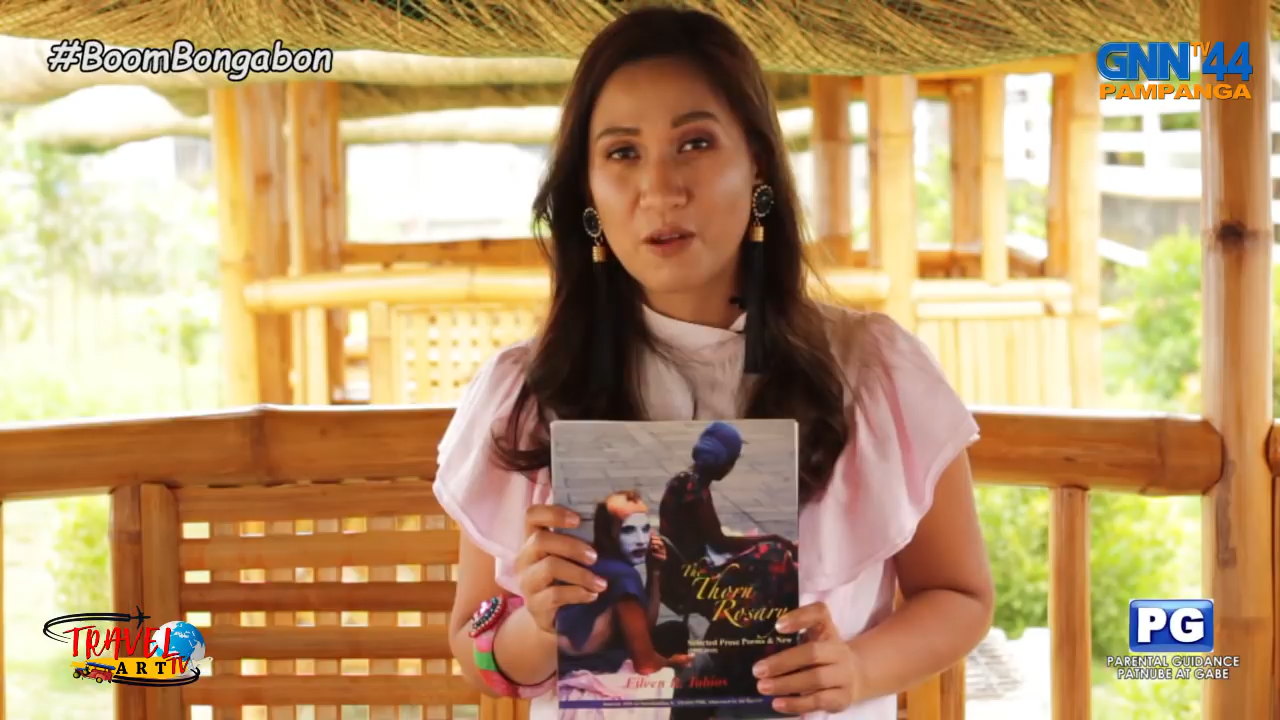 #BoomBongabon
GNN TV 44
PAMPANGA
The
Thorn
Rosary
Selected Prose Poems & New
Eileen R. Tabios
TRAVEL
ART TV
PG
PARENTAL GUIDANCE
PATNUBAY AT GABE